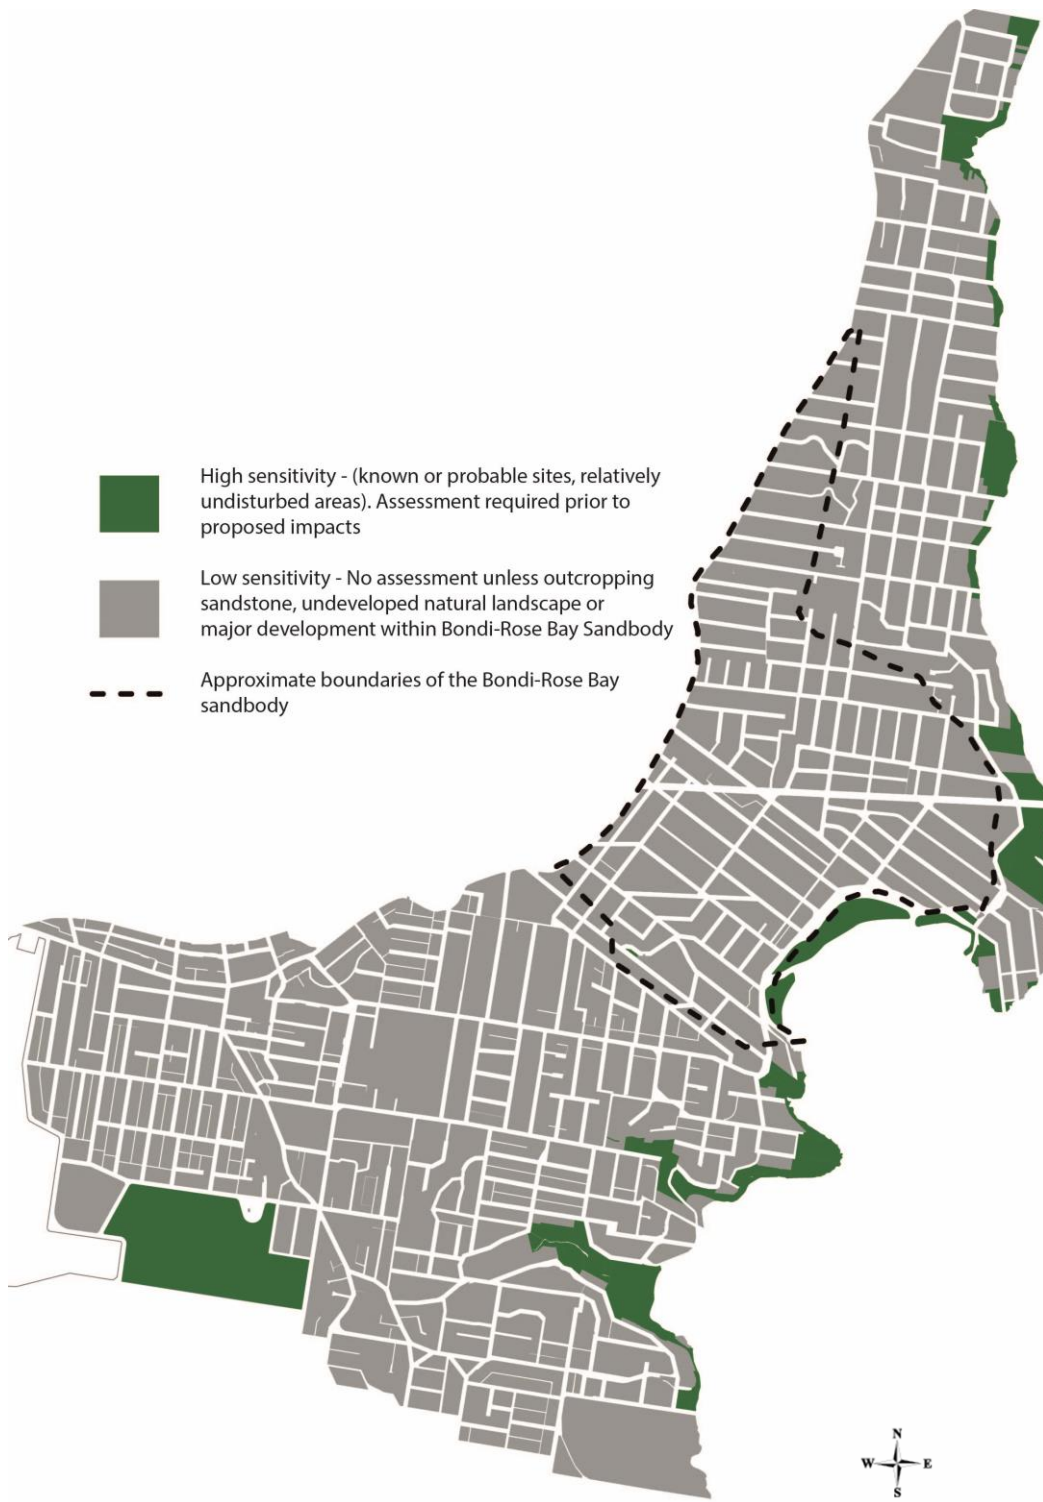 High sensitivity - (known or probable sites, relatively
undisturbed areas). Assessment required prior to
proposed impacts
Low sensitivity - No assessment unless outcropping
sandstone, undeveloped natural landscape or
major development within Bondi-Rose Bay Sandbody
Approximate boundaries of the Bondi-Rose Bay
sandbody
N
W E
S